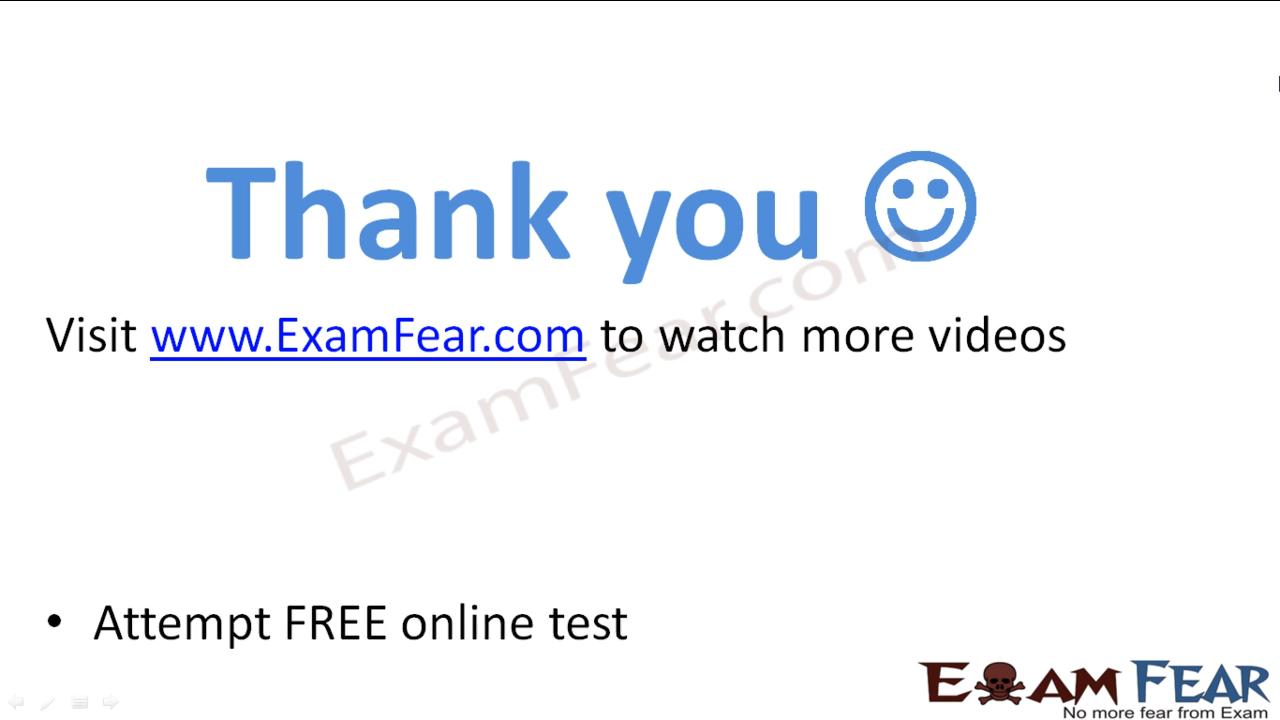 Thank you ☺
Visit www.ExamFear.com to watch more videos
ExamFear.com
• Attempt FREE online test
EXAM FEAR
No more fear from Exam